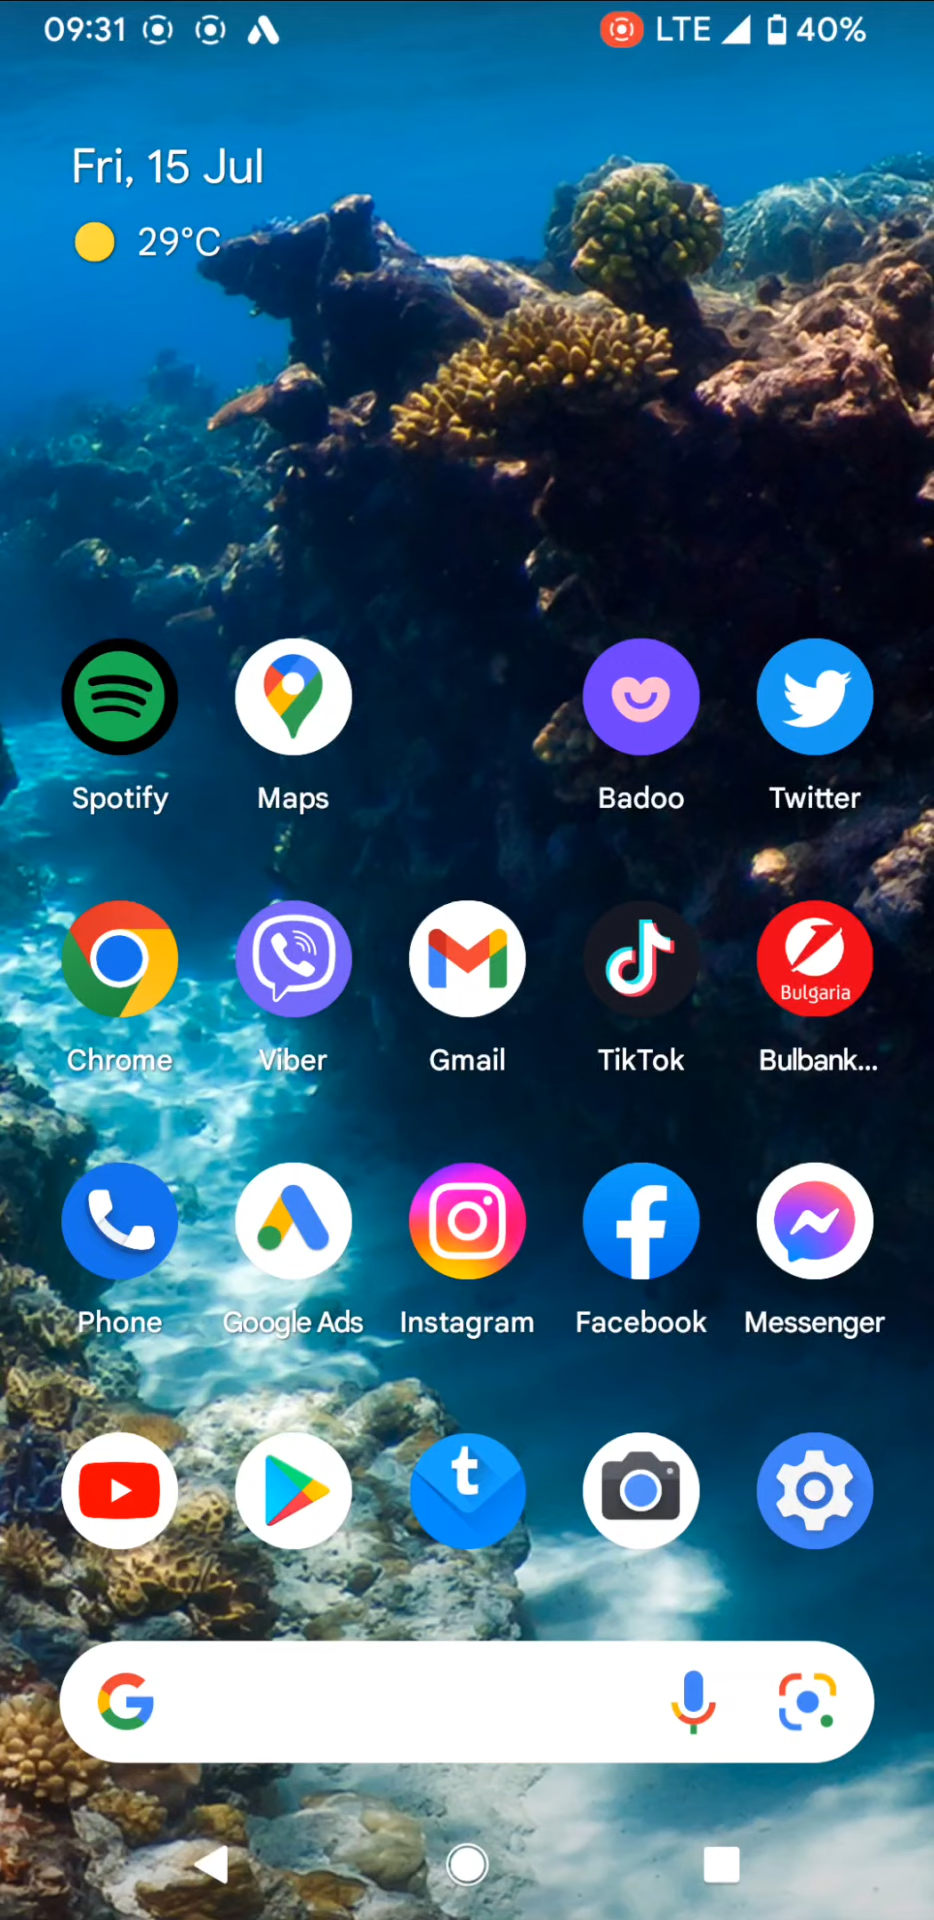 09:31 LTE 40%
Fri, 15 Jul
29°C
Spotify Maps Badoo Twitter
Bulgaria
Chrome Viber Gmail TikTok Bulbank...
Phone Google Ads Instagram Facebook Messenger
t